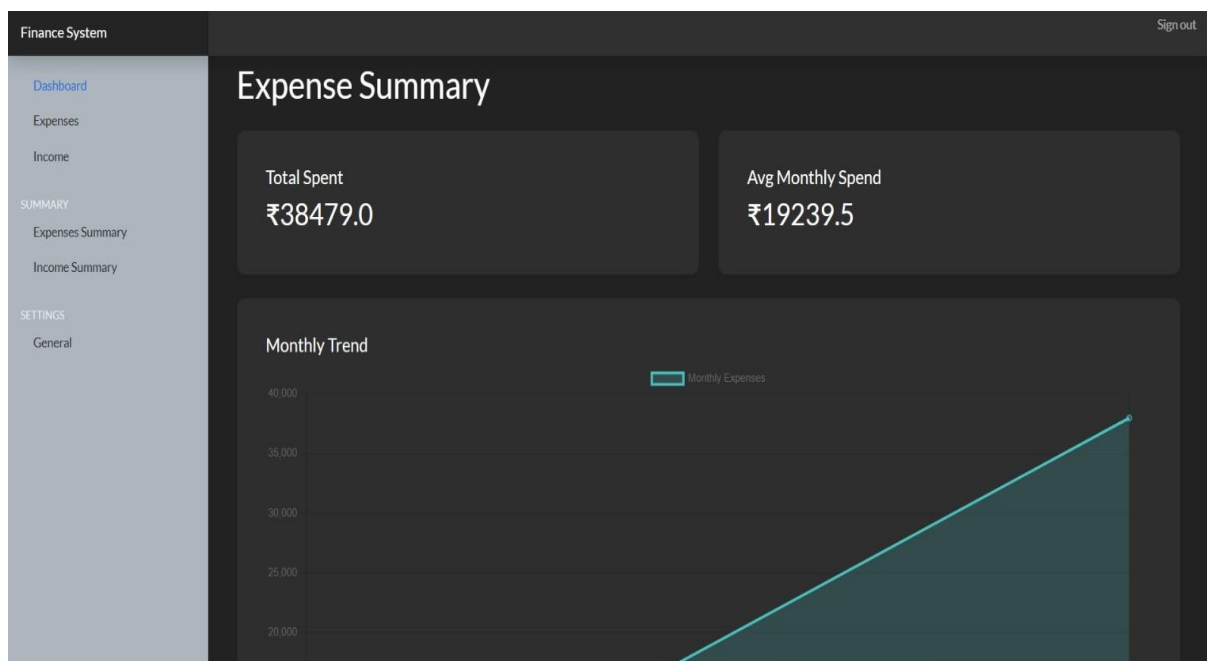 Finance System
Sign out
Dashboard
Expenses
Income
SUMMARY
Expenses Summary
Income Summary
SETTINGS
General
Expense Summary
Total Spent
₹38479.0
Avg Monthly Spend
₹19239.5
Monthly Trend
Monthly Expenses
40,000
35,000
30,000
25,000
20,000